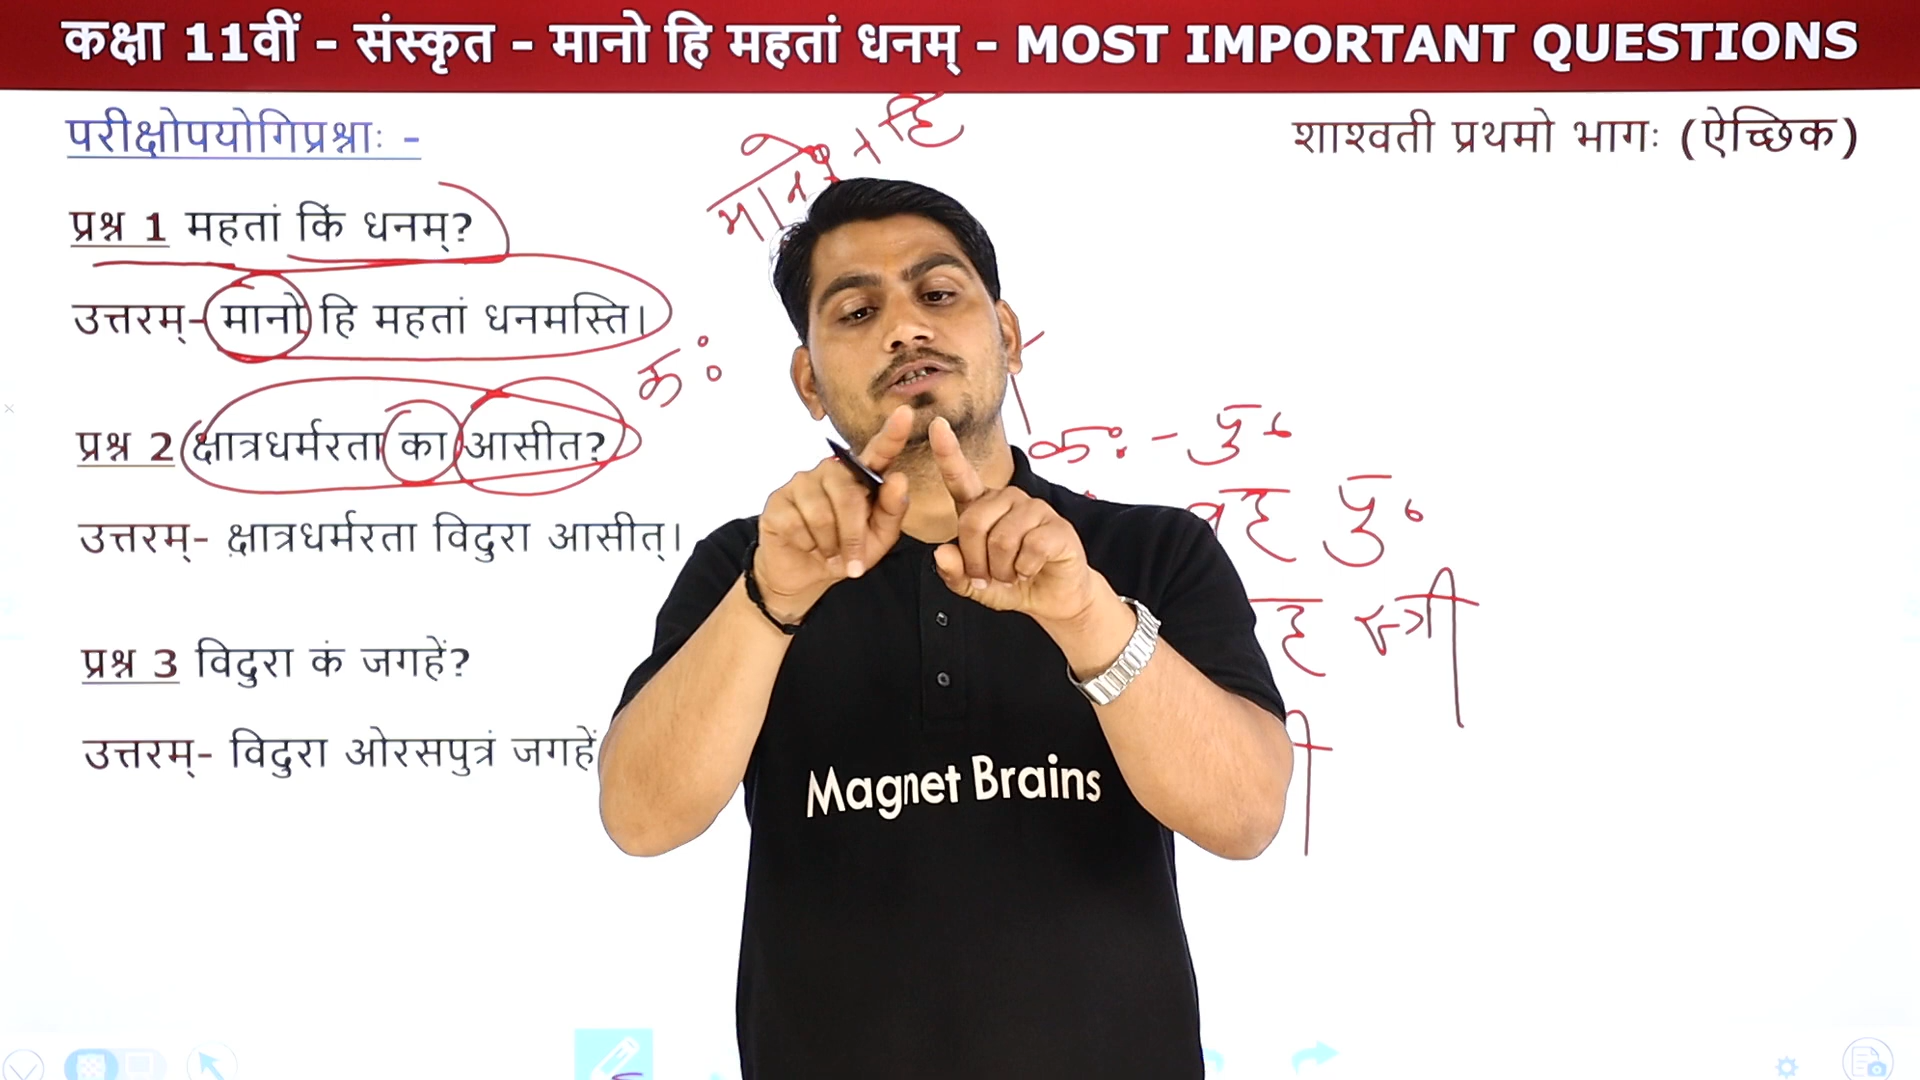 कक्षा 11वीं - संस्कृत - मानो हि महतां धनम् - MOST IMPORTANT QUESTIONS
परीक्षोपयोगिप्रश्नाः -
शाश्वती प्रथमो भागः (ऐच्छिक)
मानो + हि
प्रश्न 1 महतां किं धनम्?
उत्तरम्- मानो हि महतां धनमस्ति।
कः
प्रश्न 2 क्षात्रधर्मरता का आसीत?
कः - पु॰
उत्तरम्- क्षात्रधर्मरता विदुरा आसीत्।
पु॰
स्त्री
प्रश्न 3 विदुरा कं जगहें?
उत्तरम्- विदुरा ओरसपुत्रं जगहें
Magnet Brains